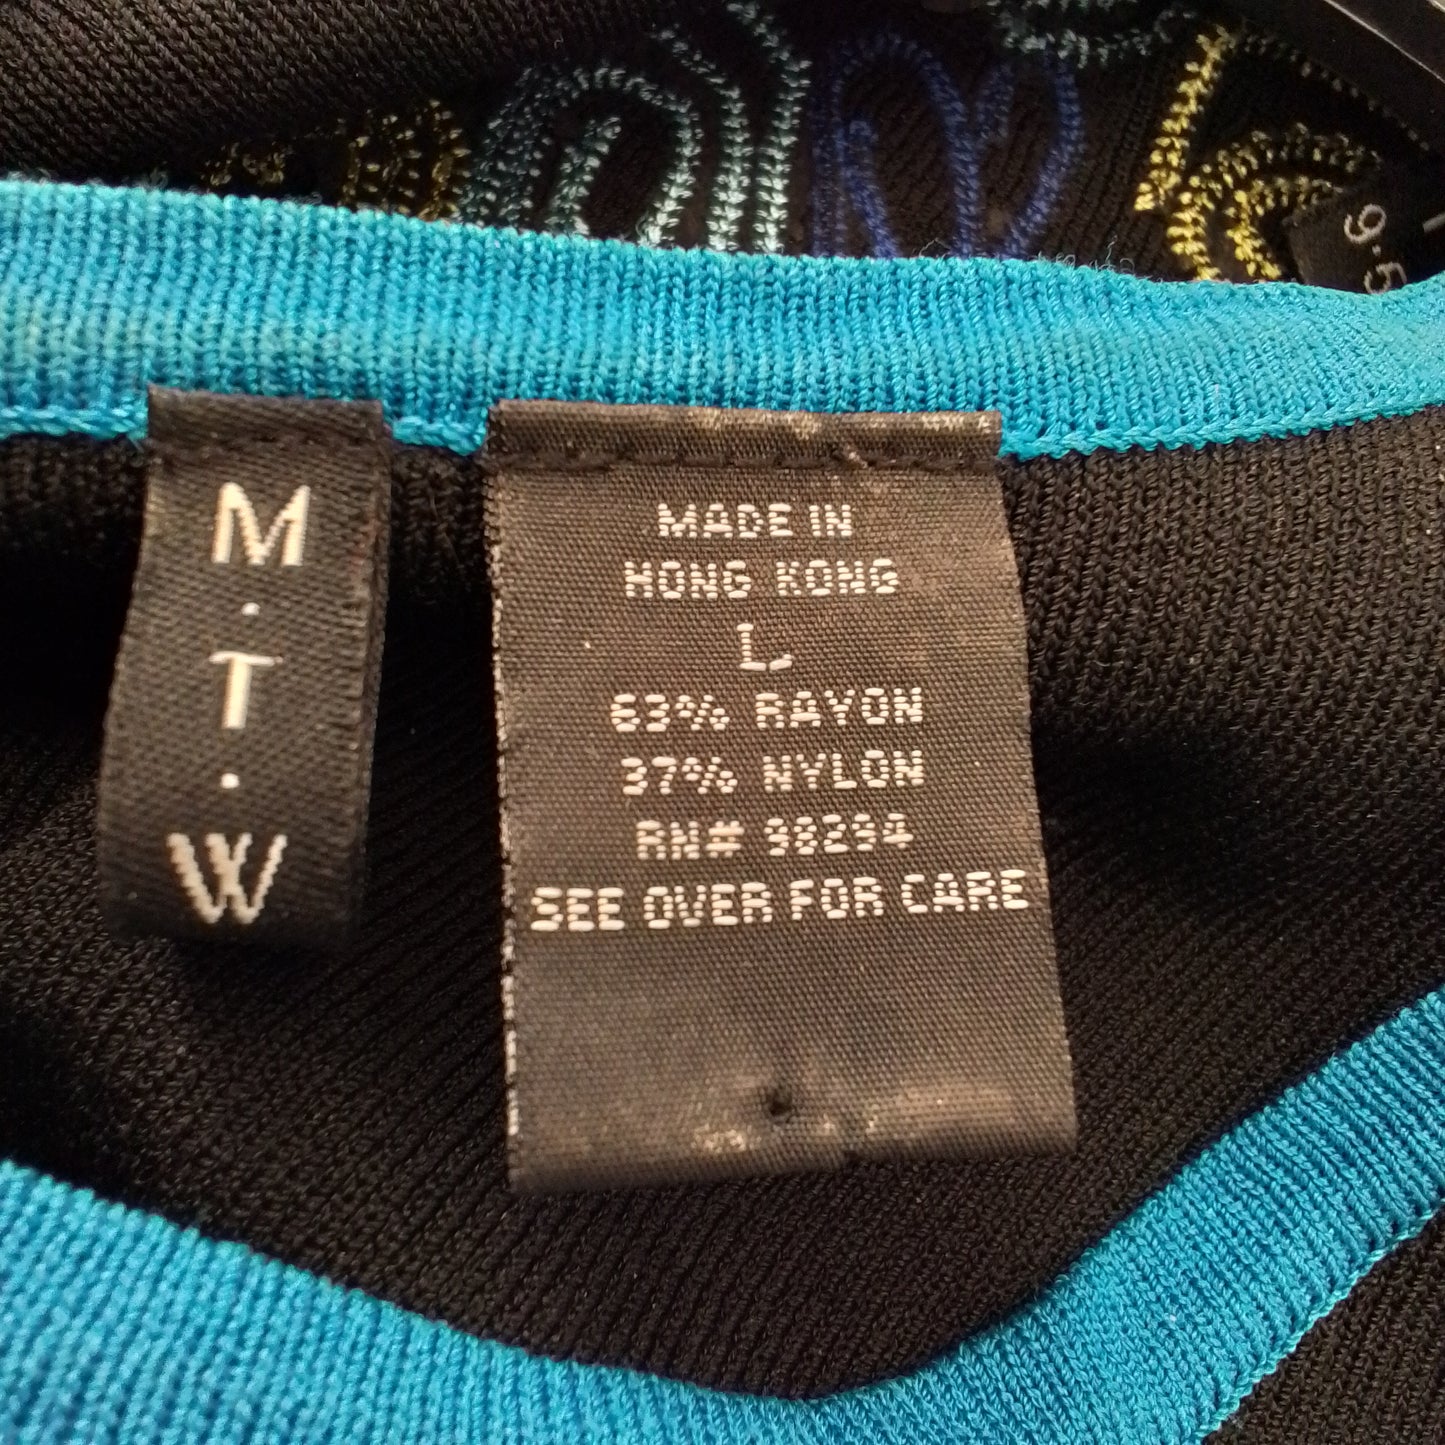 M
·
T
·
W
MADE IN
HONG KONG
L
63% RAYON
37% NYLON
RN# 98294
SEE OVER FOR CARE